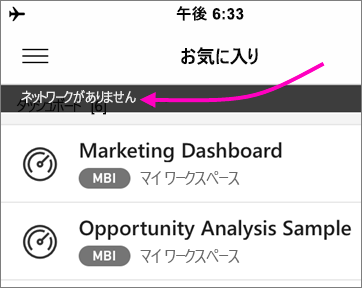 午後 6:33
お気に入り
ネットワークがありません
ダッシュボード [6]
Marketing Dashboard
MBI マイ ワークスペース
Opportunity Analysis Sample
MBI マイ ワークスペース